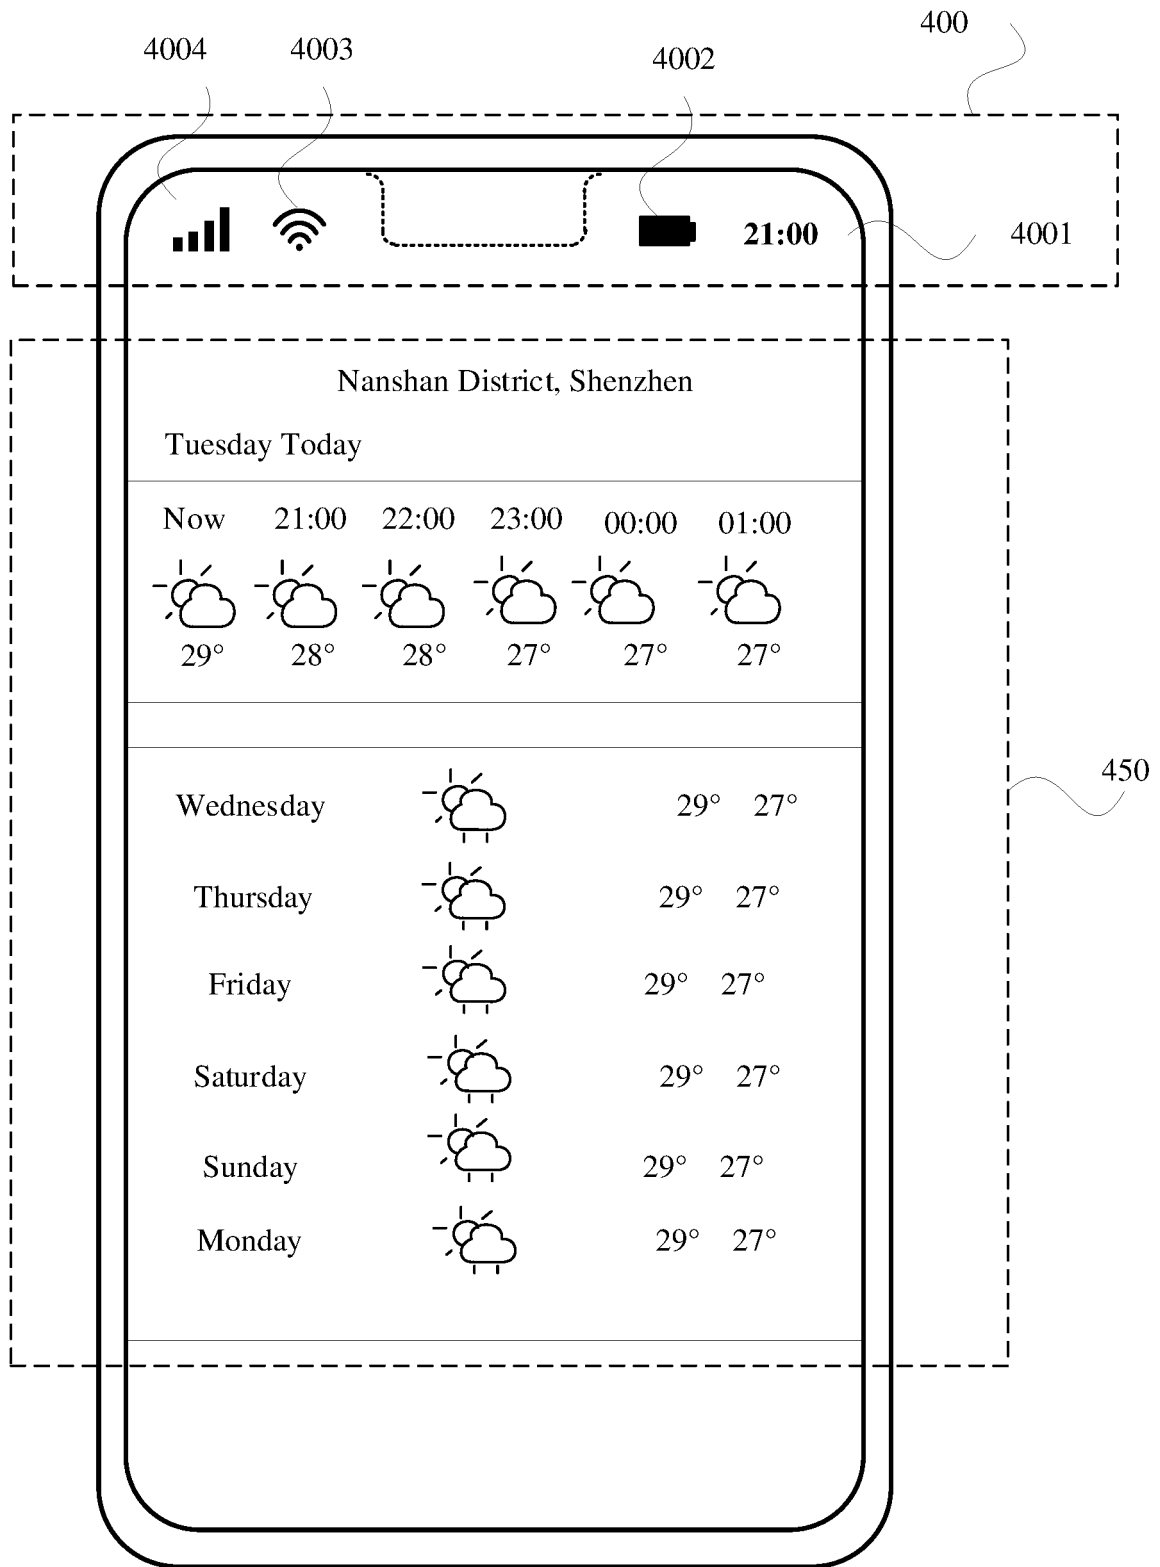 400
4004 4003 4002
21:00 4001
Nanshan District, Shenzhen
Tuesday Today
Now 21:00 22:00 23:00 00:00 01:00
29° 28° 28° 27° 27° 27°
450
Wednesday 29° 27°
Thursday 29° 27°
Friday 29° 27°
Saturday 29° 27°
Sunday 29° 27°
Monday 29° 27°